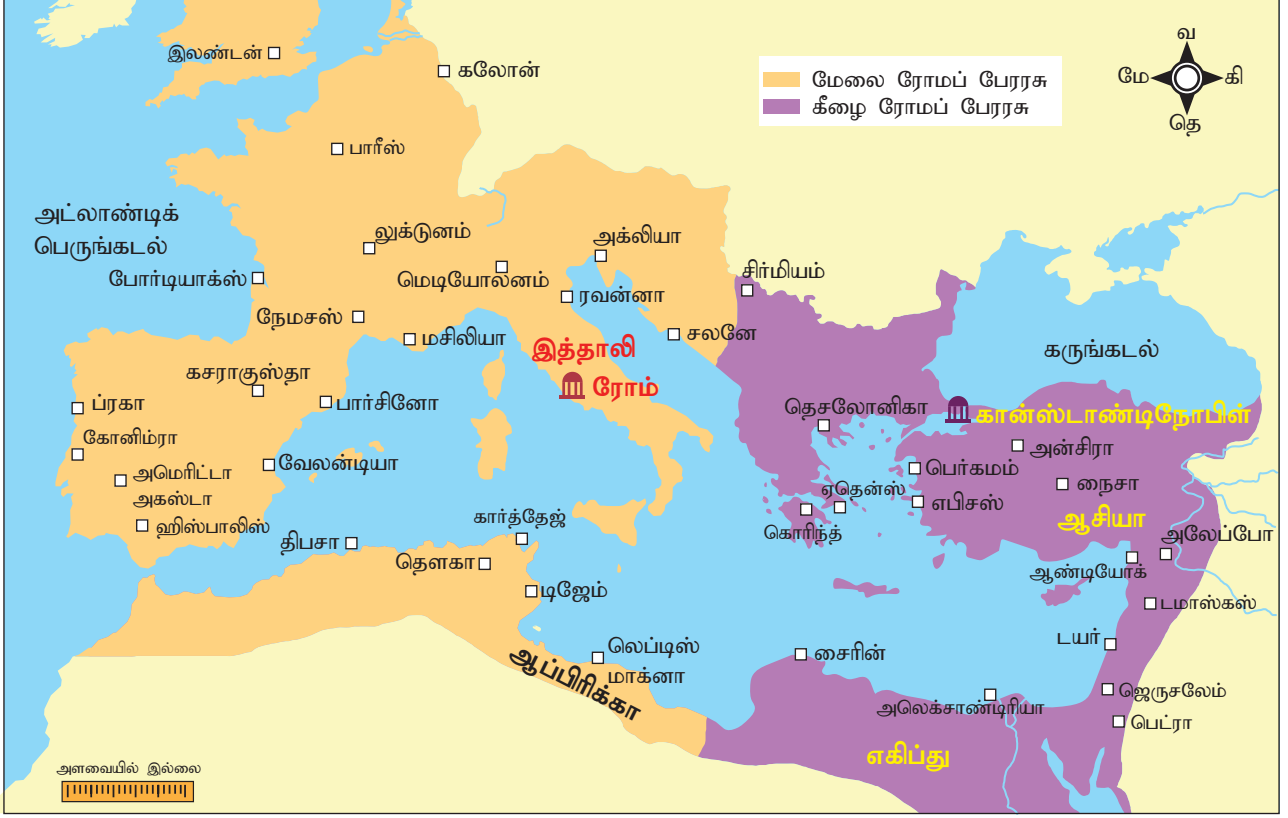 இலண்டன்
கலோன்
மேலை ரோமப் பேரரசு
கீழை ரோமப் பேரரசு
வ
மே
கி
தெ
பாரீஸ்
அட்லாண்டிக்
பெருங்கடல்
லுக்டுனம்
அக்லியா
போர்டியாக்ஸ்
மெடியோலனம்
சிர்மியம்
ரவன்னா
நேமசஸ்
மசிலியா
சலனே
இத்தாலி
ரோம்
கருங்கடல்
கசராகுஸ்தா
ப்ரகா
பார்சினோ
தெசலோனிகா
கான்ஸ்டாண்டிநோபிள்
கோனிம்ரா
அன்சிரா
வேலன்டியா
பெர்கமம்
அமெரிட்டா
அகஸ்டா
ஏதென்ஸ்
நைசா
எபிசஸ்
ஹிஸ்பாலிஸ்
கார்த்தேஜ்
கொரிந்த்
ஆசியா
திபசா
அலேப்போ
தௌகா
ஆண்டியோக்
டிஜேம்
டமாஸ்கஸ்
டயர்
லெப்டிஸ்
மாக்னா
சைரின்
ஆப்பிரிக்கா
ஜெருசலேம்
அலெக்சாண்டிரியா
பெட்ரா
எகிப்து
அளவையில் இல்லை